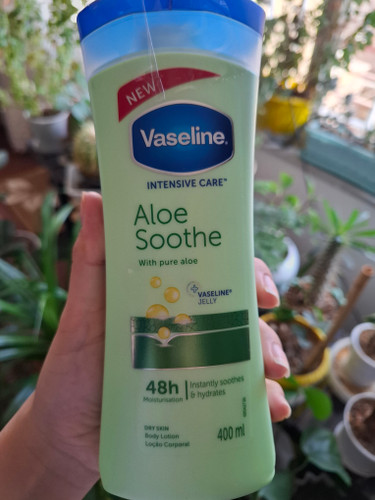 NEW
Vaseline.
INTENSIVE CARE™
Aloe
Soothe
With pure aloe
VASELINE®
JELLY
48h
Moisturisation
Instantly soothes
& hydrates
DRY SKIN
Body Lotion
Loção Corporal
400 ml